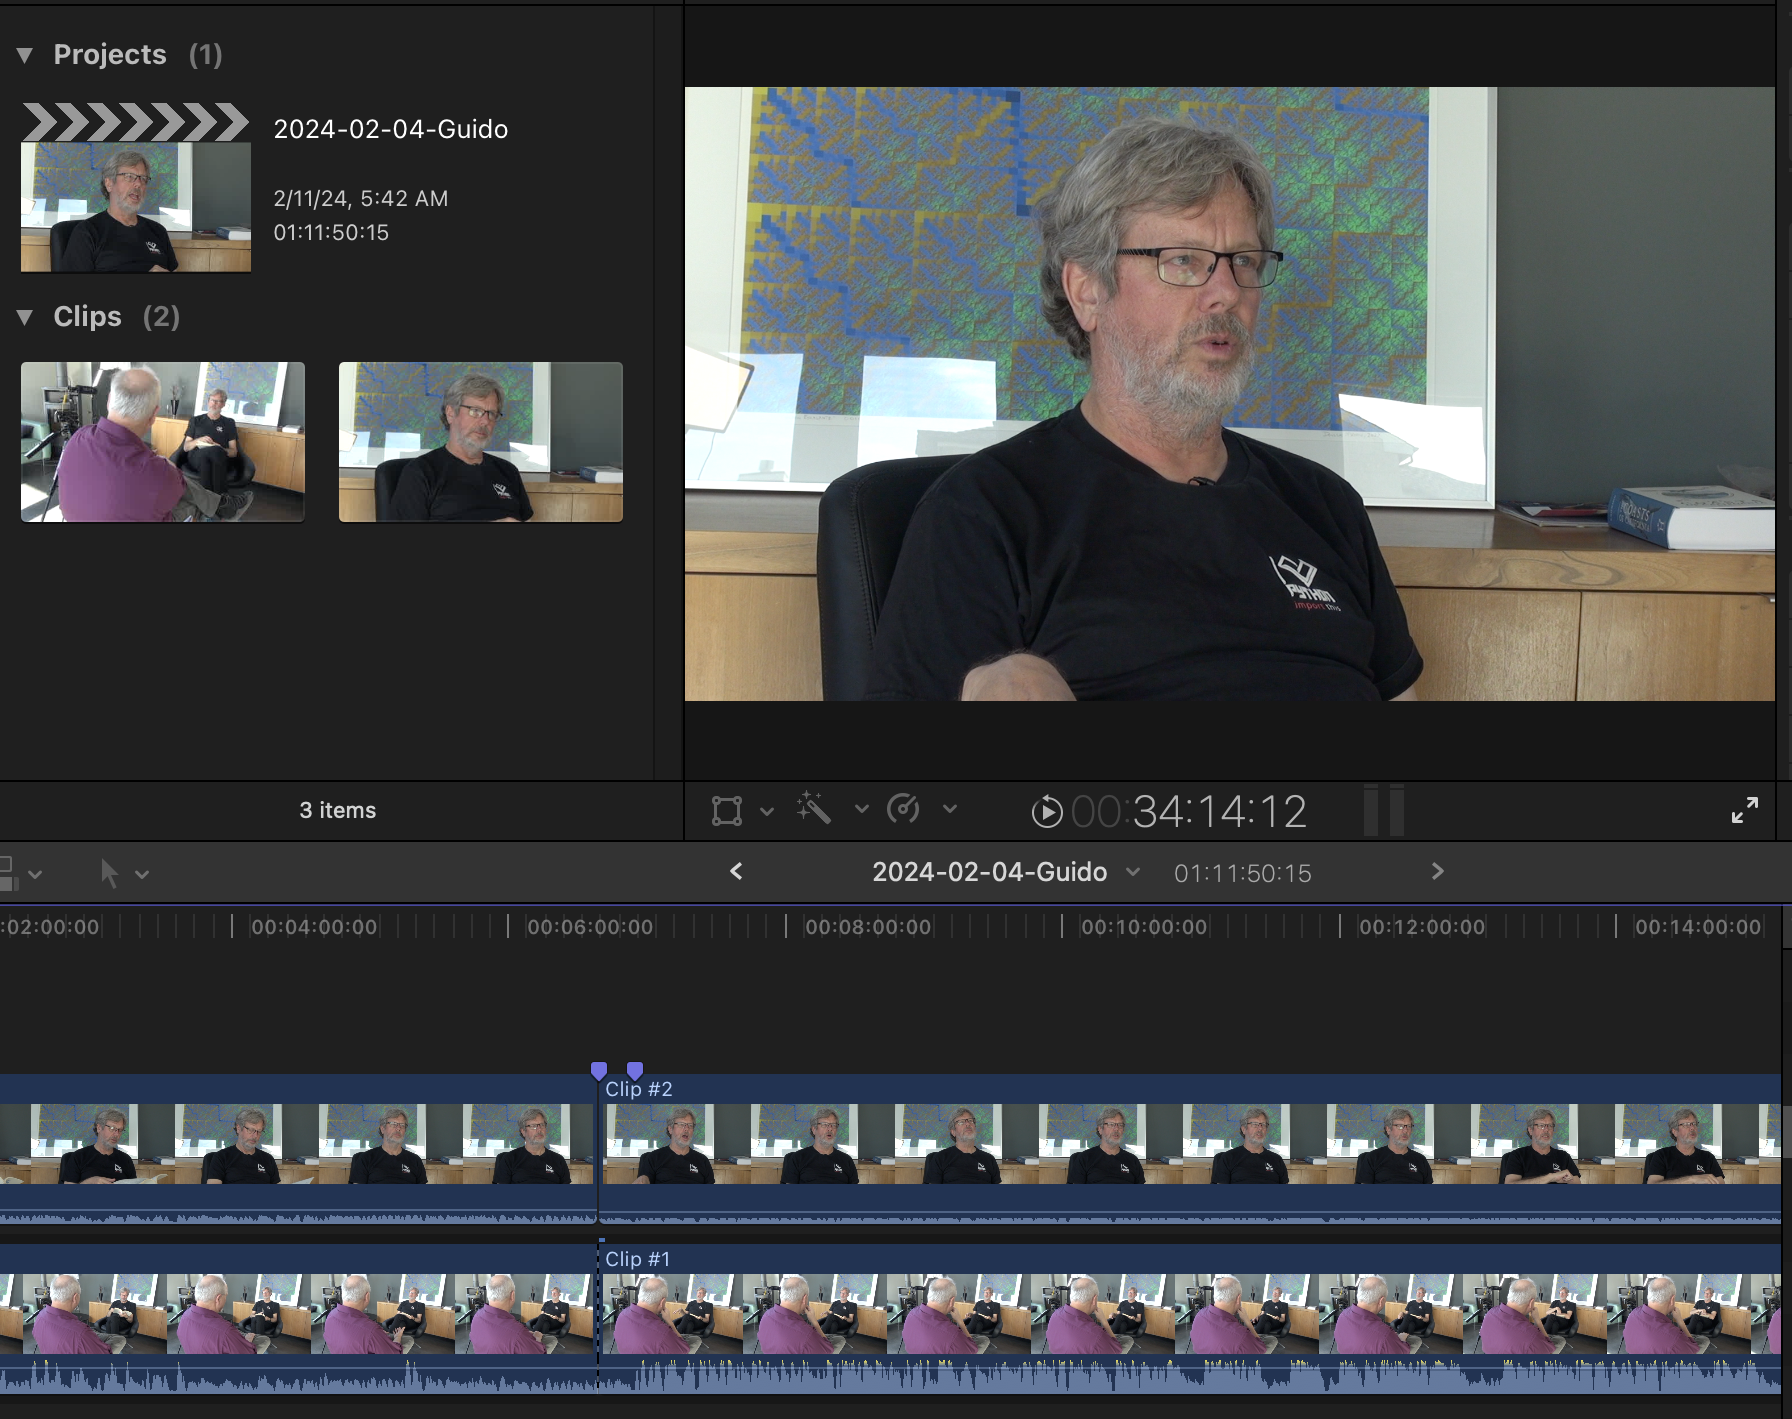 Projects (1)
2024-02-04-Guido
2/11/24, 5:42 AM
01:11:50:15
Clips (2)
3 items
PYTHON
import this
00:34:14:12
2024-02-04-Guido
01:11:50:15
:02:00:00
00:04:00:00
00:06:00:00
00:08:00:00
00:10:00:00
00:12:00:00
00:14:00:00
Clip #2
Clip #1